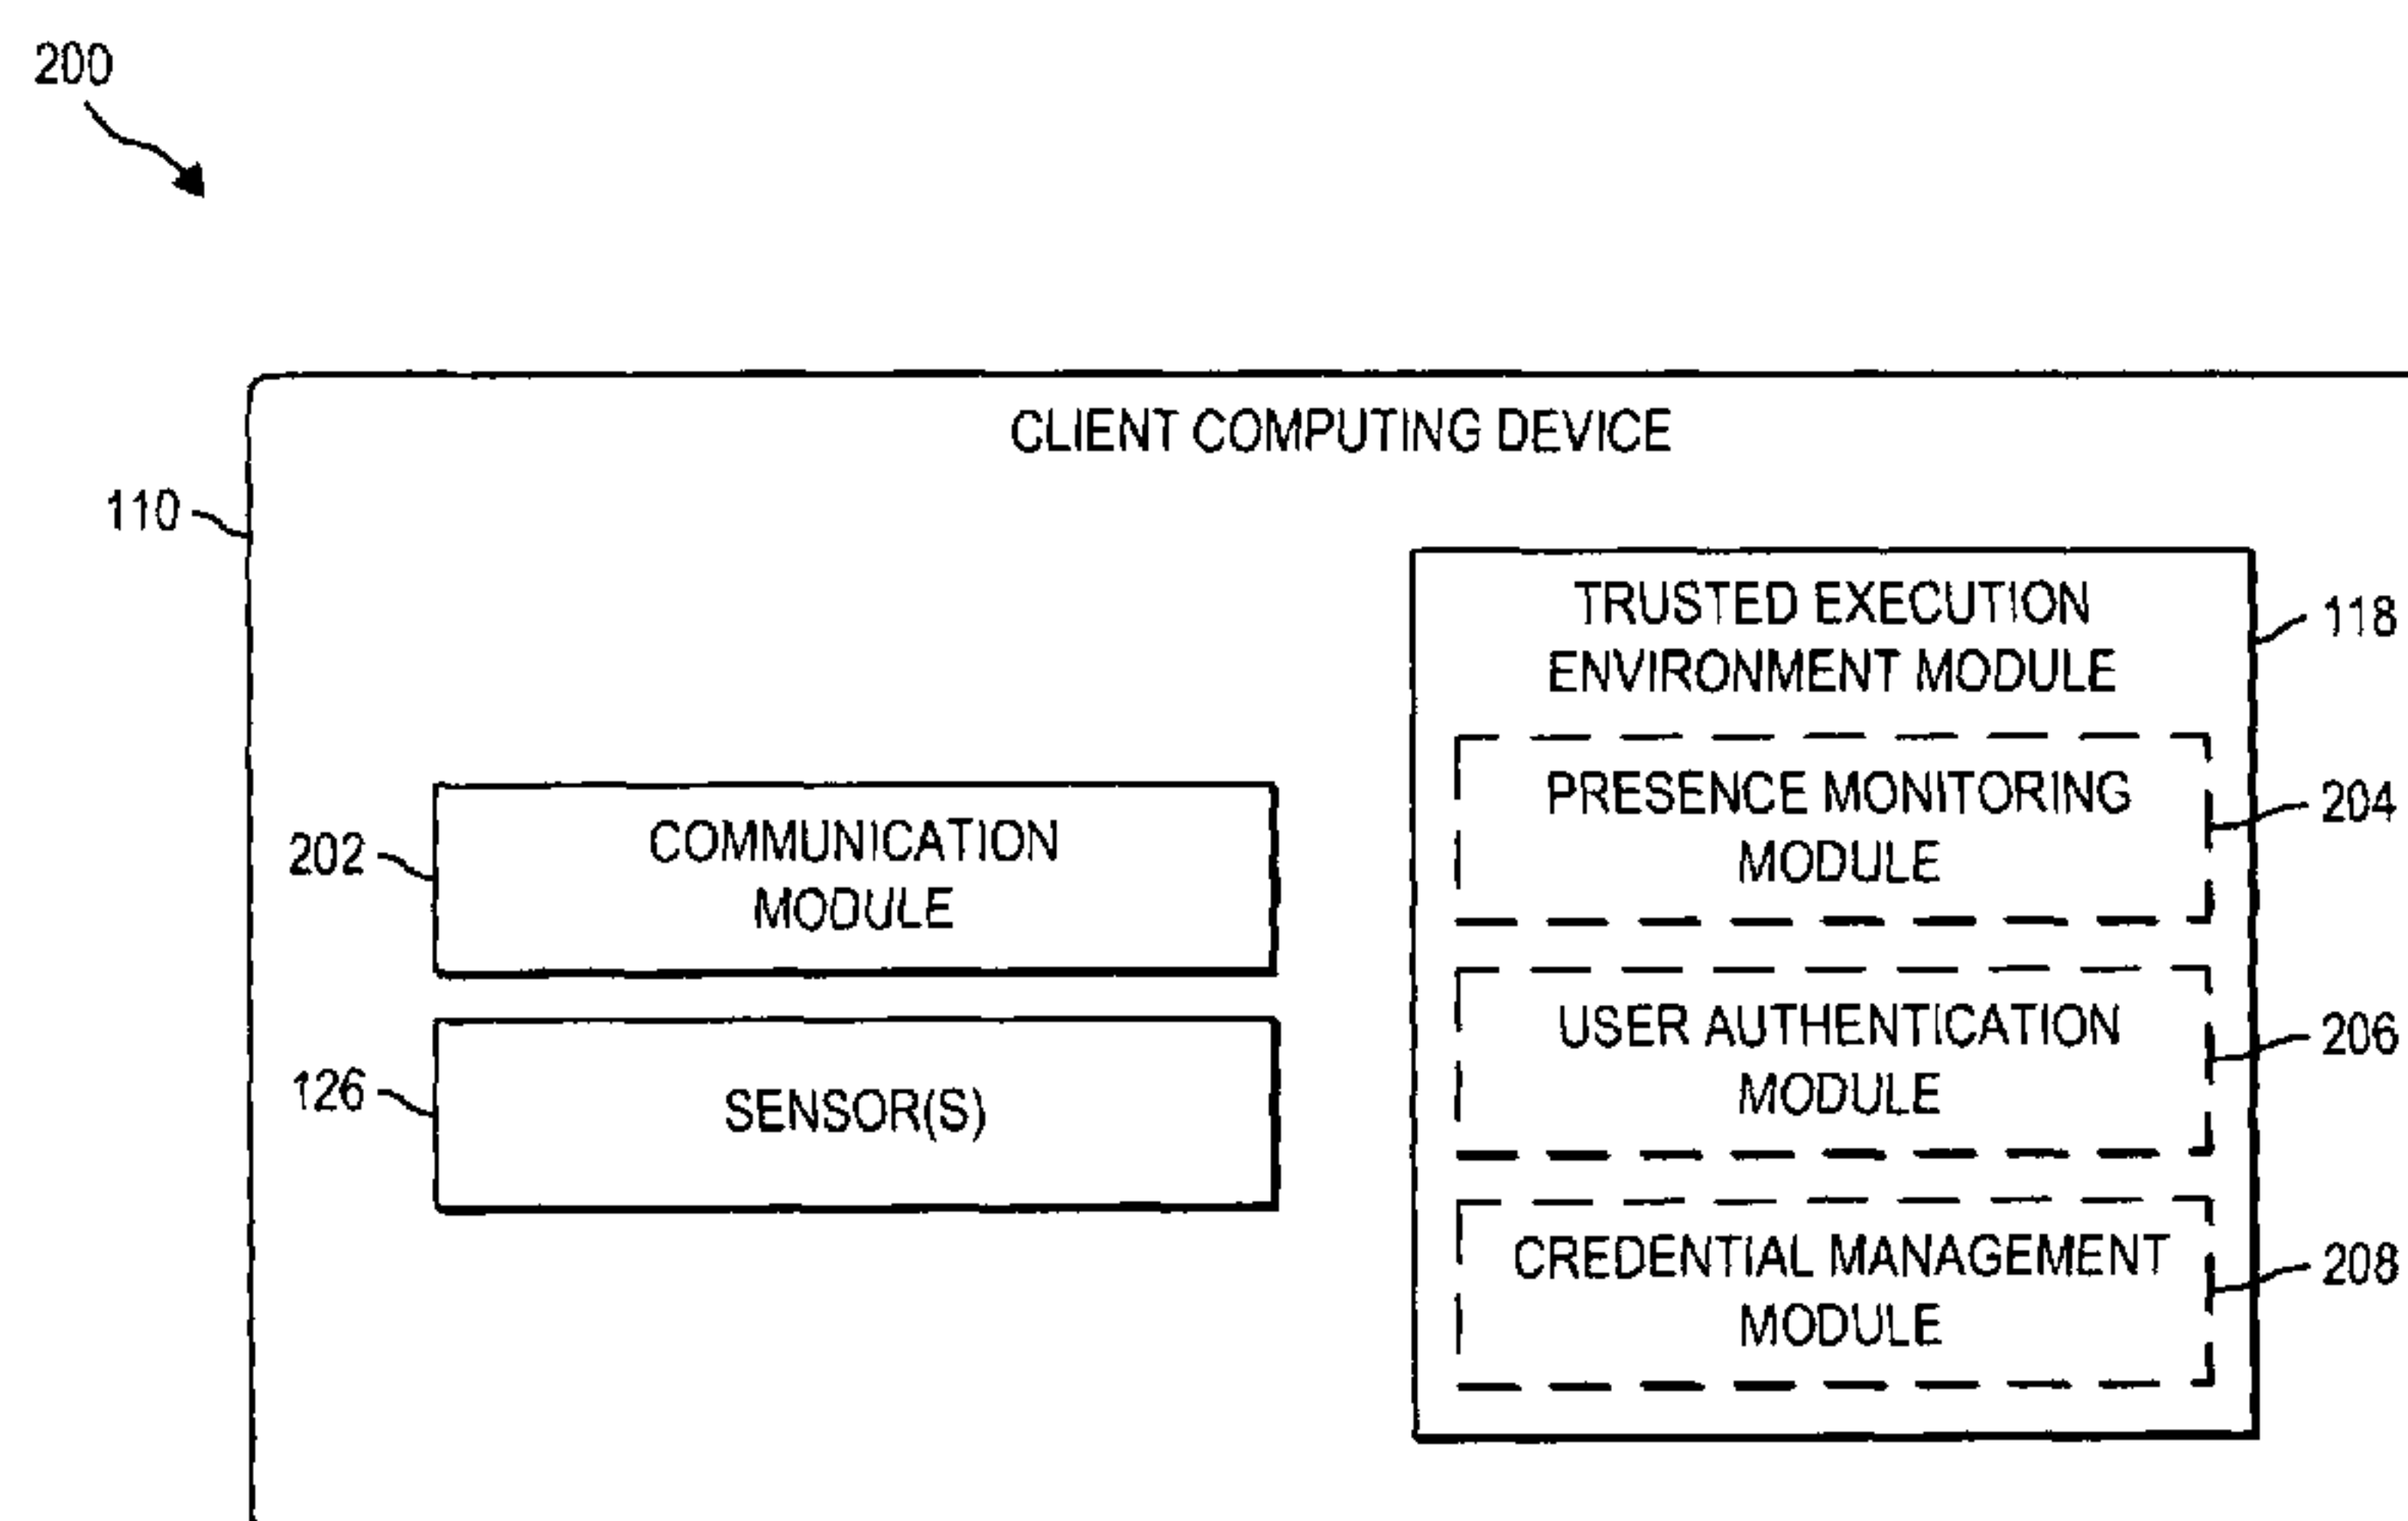 200
CLIENT COMPUTING DEVICE
110
TRUSTED EXECUTION
ENVIRONMENT MODULE
118
PRESENCE MONITORING
MODULE
204
202
COMMUNICATION
MODULE
USER AUTHENTICATION
MODULE
206
126
SENSOR(S)
CREDENTIAL MANAGEMENT
MODULE
208